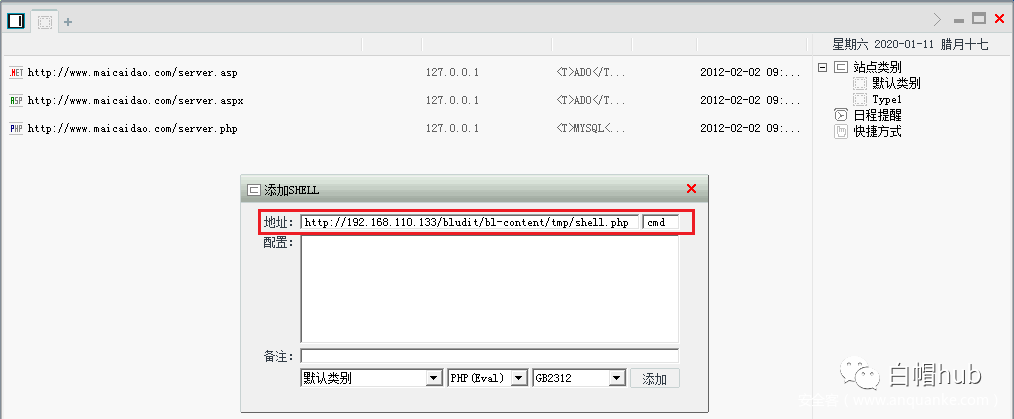 +
星期六 2020-01-11 腊月十七
.NET http://www.maicaidao.com/server.asp 127.0.0.1 <T>ADO</T... 2012-02-02 09:...
ASP http://www.maicaidao.com/server.aspx 127.0.0.1 <T>ADO</T... 2012-02-02 09:...
PHP http://www.maicaidao.com/server.php 127.0.0.1 <T>MYSQL<... 2012-02-02 09:...
站点类别
默认类别
Type1
日程提醒
快捷方式
添加SHELL
地址: http://192.168.110.133/bludit/bl-content/tmp/shell.php cmd
配置:
备注:
默认类别 PHP(Eval) GB2312 添加
白帽hub
安全客（www.anquanke.com）